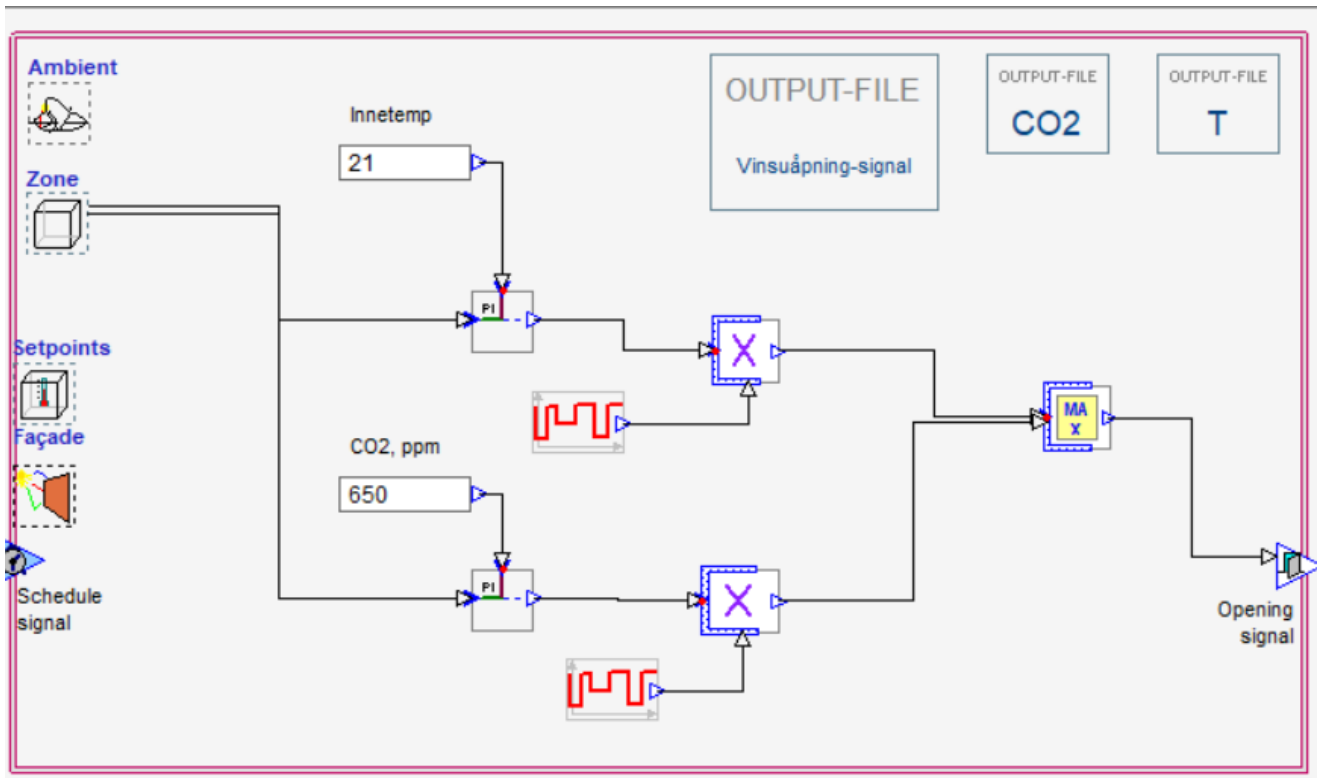 Ambient
Zone
Setpoints
Façade
Schedule
signal
Innetemp
21
PI
CO2, ppm
650
PI
X
X
OUTPUT-FILE
Vinsuåpning-signal
OUTPUT-FILE
CO2
OUTPUT-FILE
T
MA
X
Opening
signal